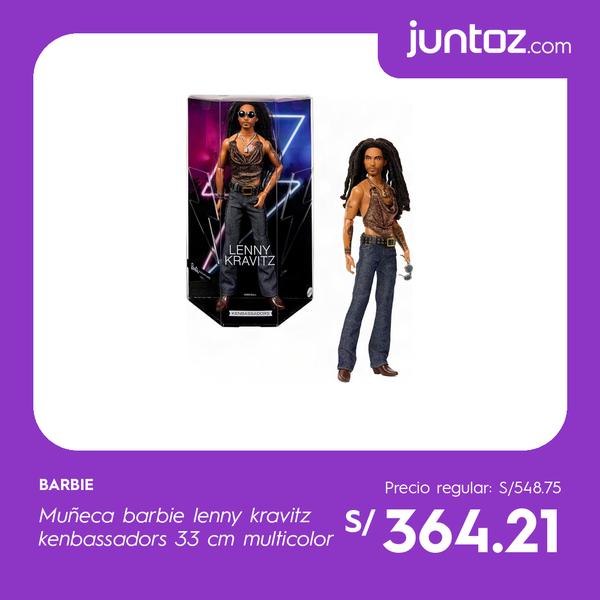 juntoz.com
LENNY
KRAVITZ
KENBASSADORS
BARBIE
Muñeca barbie lenny kravitz
kenbassadors 33 cm multicolor
Precio regular: S/548.75
S/ 364.21